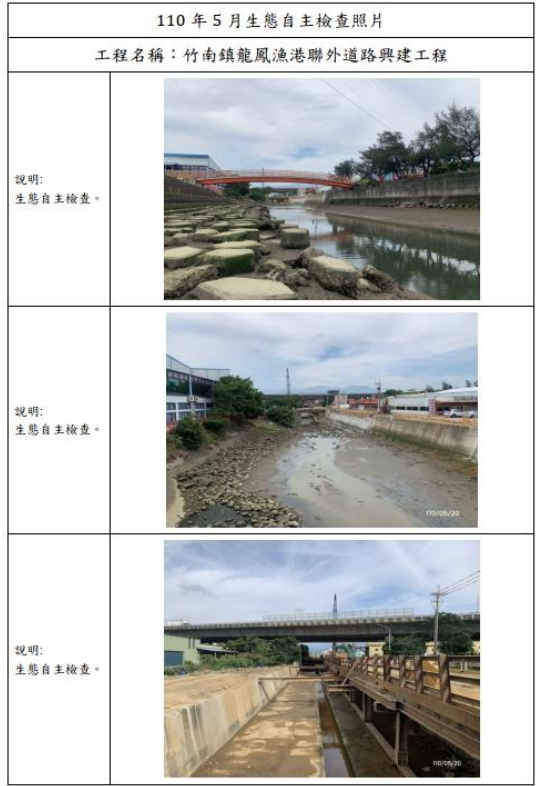 110 年 5 月生態自主檢查照片
工程名稱：竹南鎮龍鳳漁港聯外道路興建工程
說明:
生態自主檢查。
說明:
生態自主檢查。
110/05/20
說明:
生態自主檢查。
110/05/20